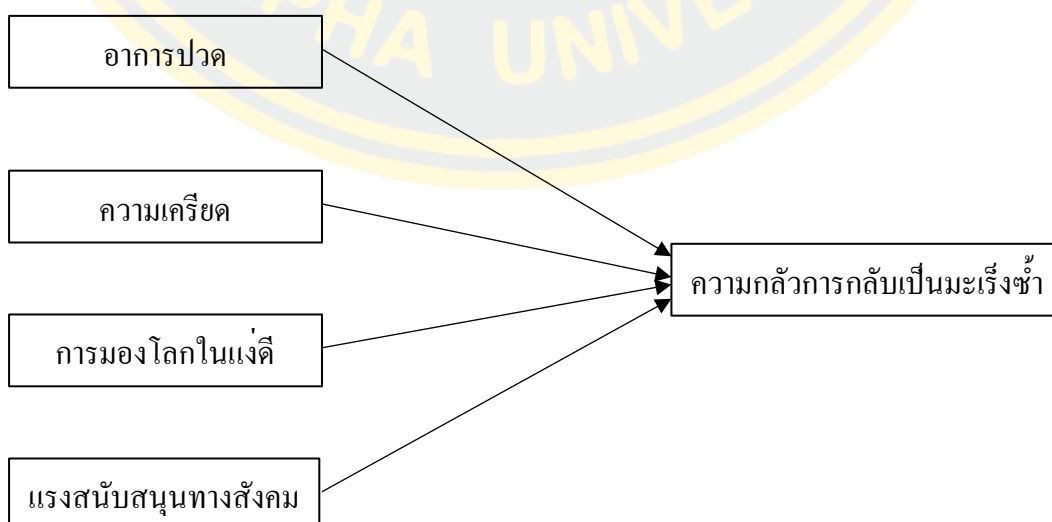 PHA UNIVE
อาการปวด
ความเครียด
ความกลัวการกลับเป็นมะเร็งซ้ำ
การมองโลกในแง่ดี
แรงสนับสนุนทางสังคม